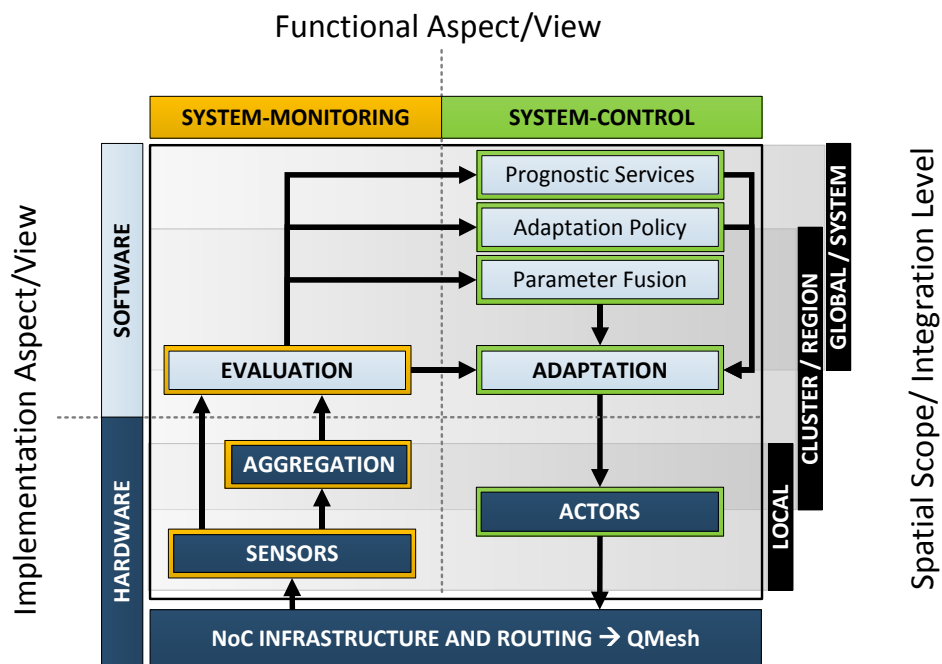 Functional Aspect/View
SYSTEM-MONITORING
SYSTEM-CONTROL
Implementation Aspect/View
SOFTWARE
HARDWARE
Prognostic Services
Adaptation Policy
Parameter Fusion
EVALUATION
ADAPTATION
AGGREGATION
ACTORS
SENSORS
NoC INFRASTRUCTURE AND ROUTING → QMesh
LOCAL
CLUSTER / REGION
GLOBAL / SYSTEM
Spatial Scope/ Integration Level